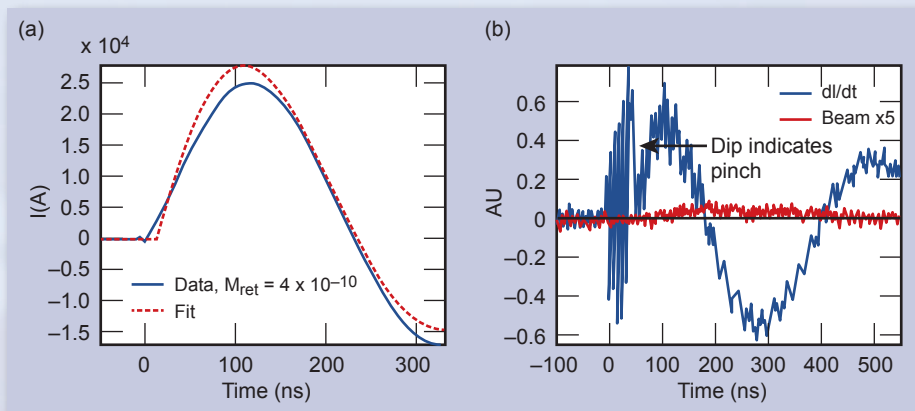 (a)
x 10⁴
25.0
2.0
1.5
1.0
0.5
0
–0.5
–1.0
–1.5
I(A)
Data, Mret = 4 x 10–10
Fit
0
100
200
300
Time (ns)
(b)
0.6
0.4
0.2
0
–0.2
–0.4
–0.6
AU
dI/dt
Beam x5
Dip indicates
pinch
–100
0
100
200
300
400
500
Time (ns)